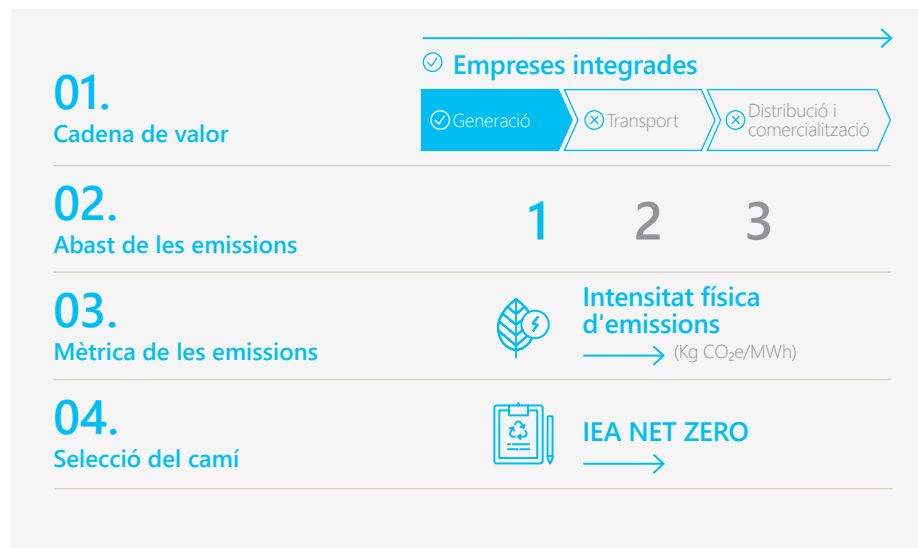 01.
Cadena de valor
Empreses integrades
Generació
Transport
Distribució i
comercialització
02.
Abast de les emissions
1 2 3
03.
Mètrica de les emissions
Intensitat física
d'emissions
(Kg CO₂e/MWh)
04.
Selecció del camí
IEA NET ZERO